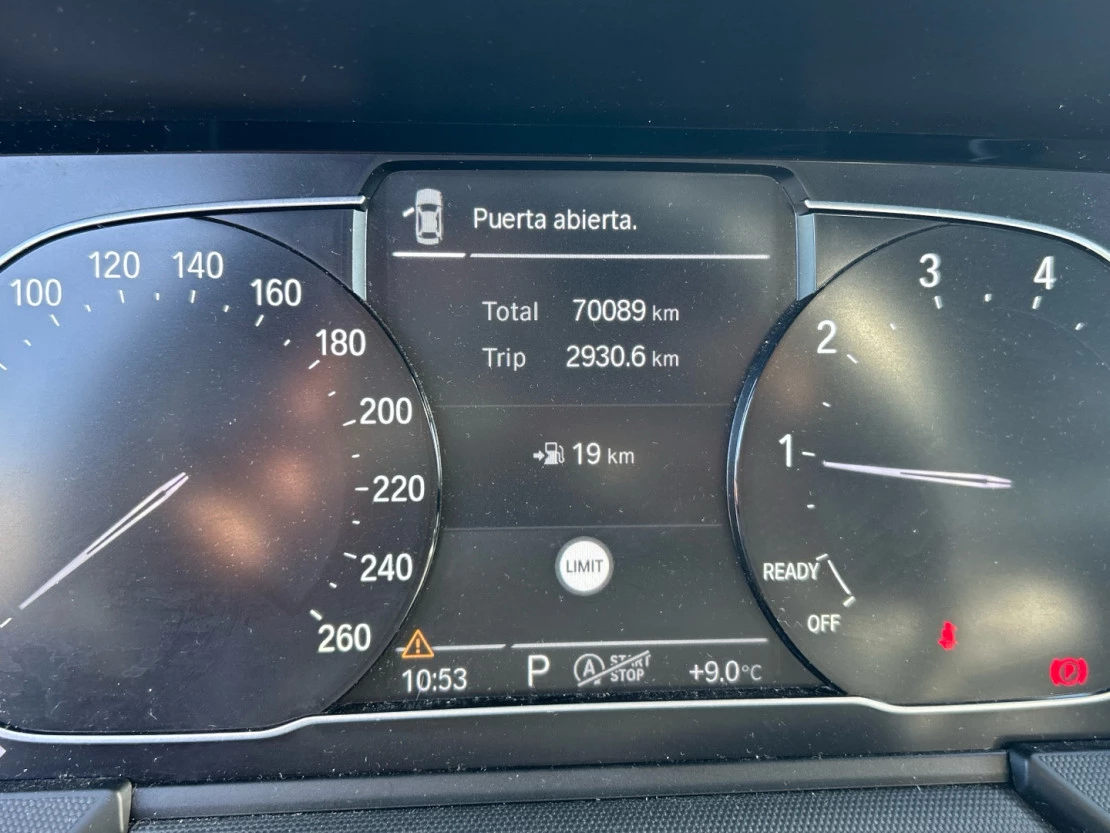 Puerta abierta.
Total 70089 km
Trip 2930.6 km
19 km
LIMIT
10:53 P A START STOP +9.0°C
100 120 140 160 180 200 220 240 260
1 2 3 4
READY
OFF
P